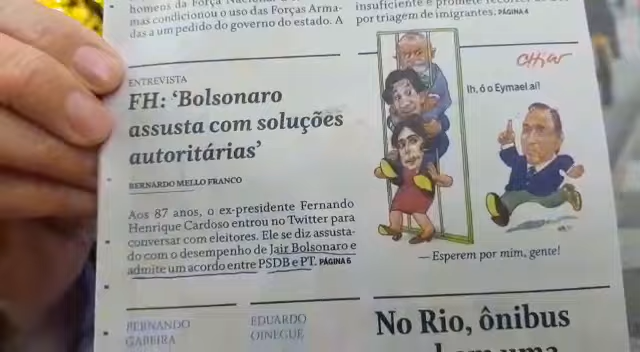 homens da Força Nacional
mas condicionou o uso das Forças Arma-
das a um pedido do governo do estado. A
insuficiente e promete
por triagem de imigrantes. PÁGINA 4
ENTREVISTA
FH: ‘Bolsonaro
assusta com soluções
autoritárias’
BERNARDO MELLO FRANCO
Aos 87 anos, o ex-presidente Fernando
Henrique Cardoso entrou no Twitter para
conversar com eleitores. Ele se diz assusta-
do com o desempenho de Jair Bolsonaro e
admite um acordo entre PSDB e PT. PÁGINA 6
Ih, ó o Eymael aí!
— Esperem por mim, gente!
FERNANDO
GABEIRA
EDUARDO
OINEGUE
No Rio, ônibus
uma